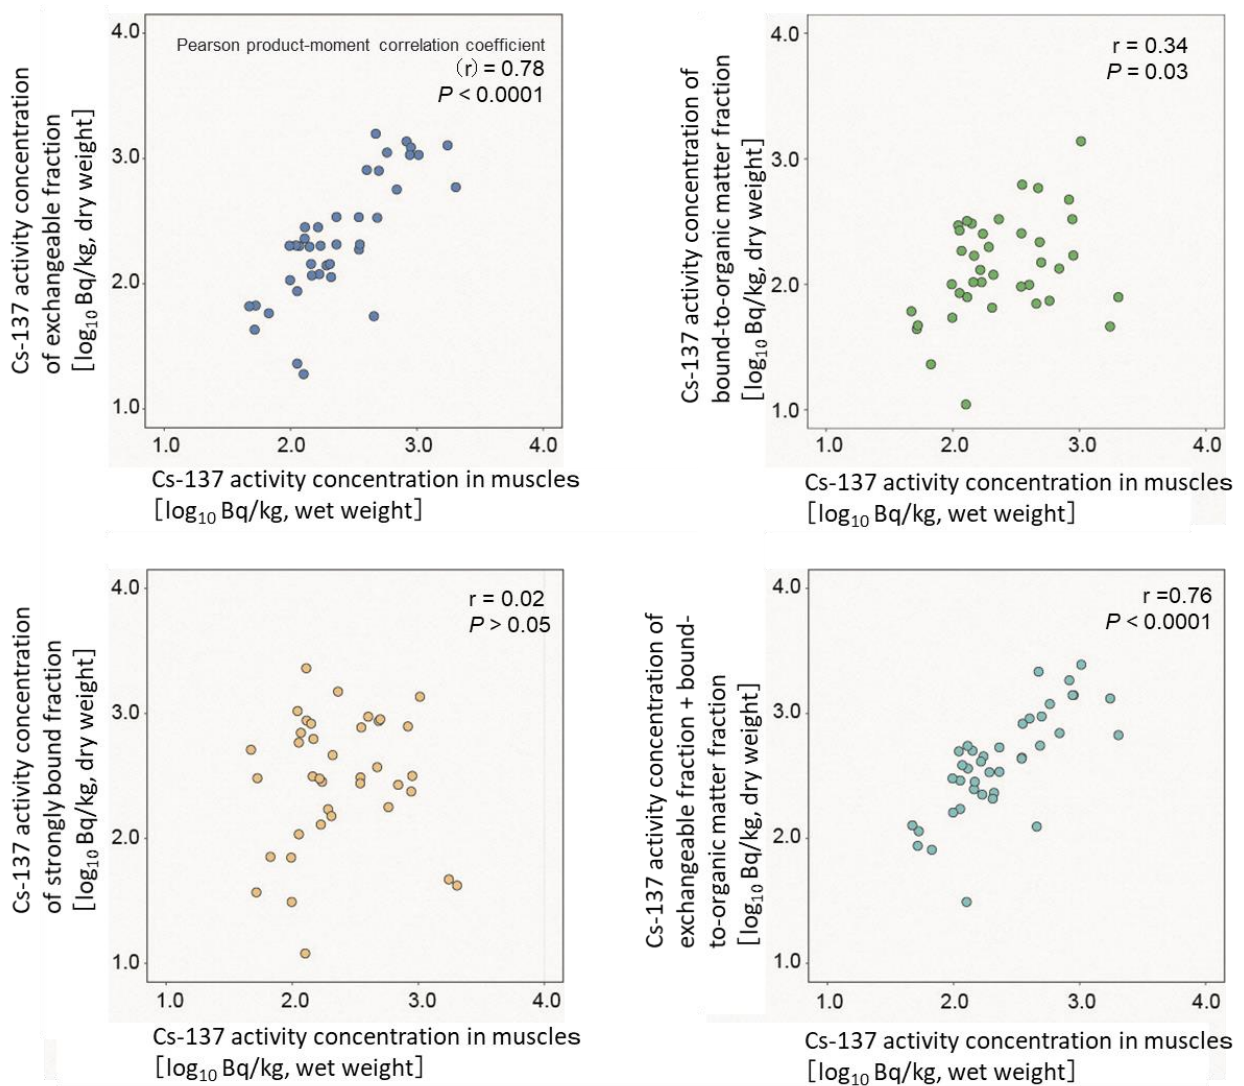 4.0
Pearson product-moment correlation coefficient
(r) = 0.78
P < 0.0001
3.0
2.0
1.0
1.0 2.0 3.0 4.0
Cs-137 activity concentration
of exchangeable fraction
[log10 Bq/kg, dry weight]
Cs-137 activity concentration in muscles
[log10 Bq/kg, wet weight]
4.0
r = 0.34
P = 0.03
3.0
2.0
1.0
1.0 2.0 3.0 4.0
Cs-137 activity concentration of
bound-to-organic matter fraction
[log10 Bq/kg, dry weight]
Cs-137 activity concentration in muscles
[log10 Bq/kg, wet weight]
4.0
r = 0.02
P > 0.05
3.0
2.0
1.0
1.0 2.0 3.0 4.0
Cs-137 activity concentration
of strongly bound fraction
[log10 Bq/kg, dry weight]
Cs-137 activity concentration in muscles
[log10 Bq/kg, wet weight]
4.0
r =0.76
P < 0.0001
3.0
2.0
1.0
1.0 2.0 3.0 4.0
Cs-137 activity concentration of
exchangeable fraction + bound-
to-organic matter fraction
[log10 Bq/kg, dry weight]
Cs-137 activity concentration in muscles
[log10 Bq/kg, wet weight]